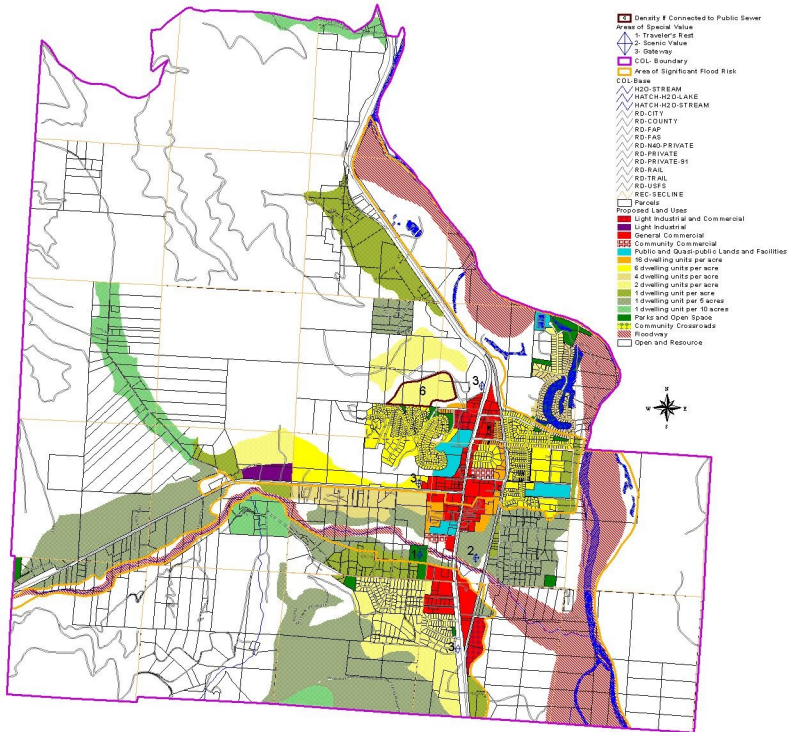 6 Density if Connected to Public Sewer
Areas of Special Value
1- Traveler's Rest
2- Scenic Value
3- Gateway
COL- Boundary
Area of Significant Flood Risk
COL-Base
H2O-STREAM
HATCH-H2O-LAKE
HATCH-H2O-STREAM
RD-CITY
RD-COUNTY
RD-FAP
RD-FAS
RD-N40-PRIVATE
RD-PRIVATE
RD-PRIVATE-91
RD-RAIL
RD-TRAIL
RD-USFS
REC-SECLINE
Parcels
Proposed Land Uses
Light Industrial and Commercial
Light Industrial
General Commercial
Community Commercial
Public and Quasi-public Lands and Facilities
16 dwelling units per acre
6 dwelling units per acre
4 dwelling units per acre
2 dwelling units per acre
1 dwelling unit per acre
1 dwelling unit per 5 acres
1 dwelling unit per 10 acres
Parks and Open Space
Community Crossroads
Floodway
Open and Resource
N
W E
S
3
6
3
1
2
3